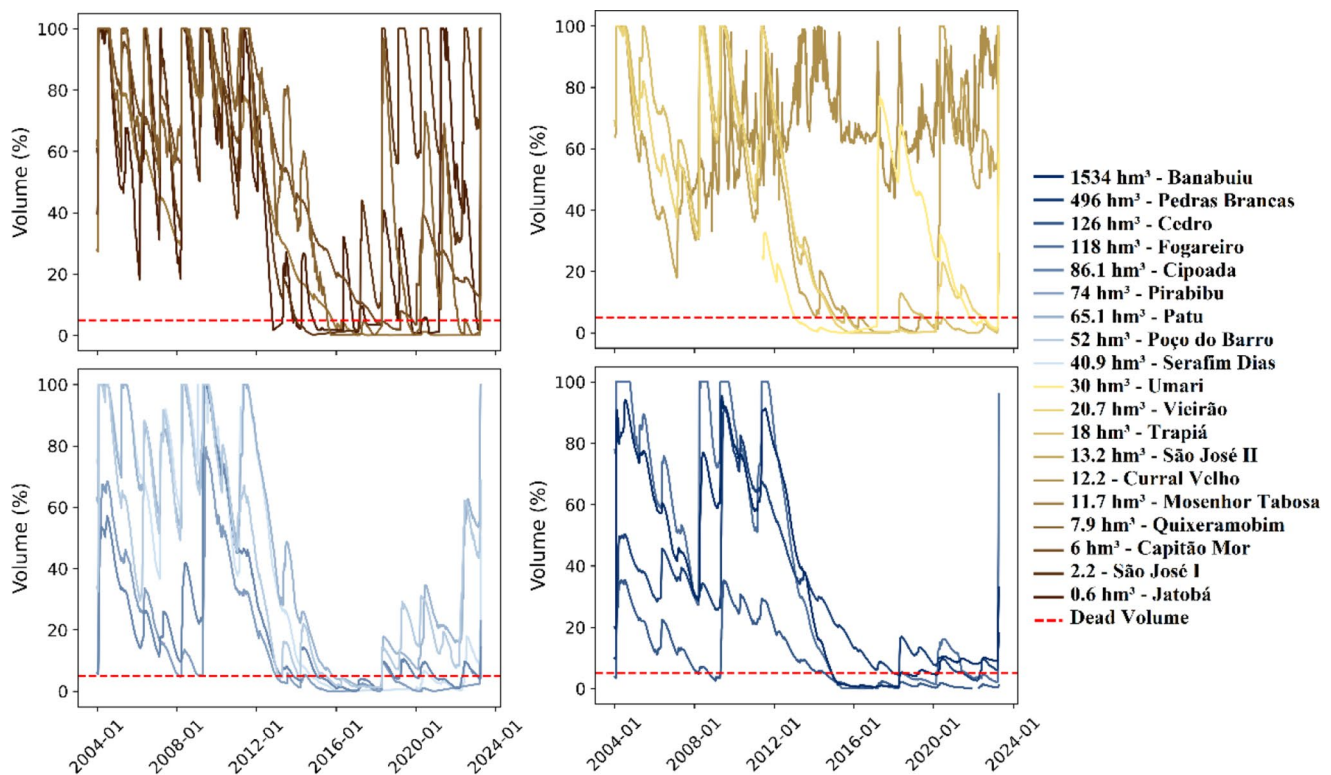 100
80
60
40
20
0
Volume (%)
100
80
60
40
20
0
Volume (%)
100
80
60
40
20
0
Volume (%)
2004-01
2008-01
2012-01
2016-01
2020-01
2024-01
100
80
60
40
20
0
Volume (%)
2004-01
2008-01
2012-01
2016-01
2020-01
2024-01
1534 hm³ - Banabuiu
496 hm³ - Pedras Brancas
126 hm³ - Cedro
118 hm³ - Fogareiro
86.1 hm³ - Cipoada
74 hm³ - Pirabibu
65.1 hm³ - Patu
52 hm³ - Poço do Barro
40.9 hm³ - Serafim Dias
30 hm³ - Umari
20.7 hm³ - Vieirão
18 hm³ - Trapiá
13.2 hm³ - São José II
12.2 - Curral Velho
11.7 hm³ - Mosenhor Tabosa
7.9 hm³ - Quixeramobim
6 hm³ - Capitão Mor
2.2 - São José I
0.6 hm³ - Jatobá
Dead Volume